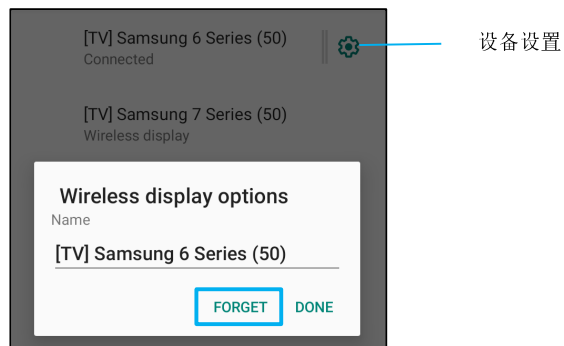 [TV] Samsung 6 Series (50)
Connected
设备设置
[TV] Samsung 7 Series (50)
Wireless display
Wireless display options
Name
[TV] Samsung 6 Series (50)
FORGET DONE